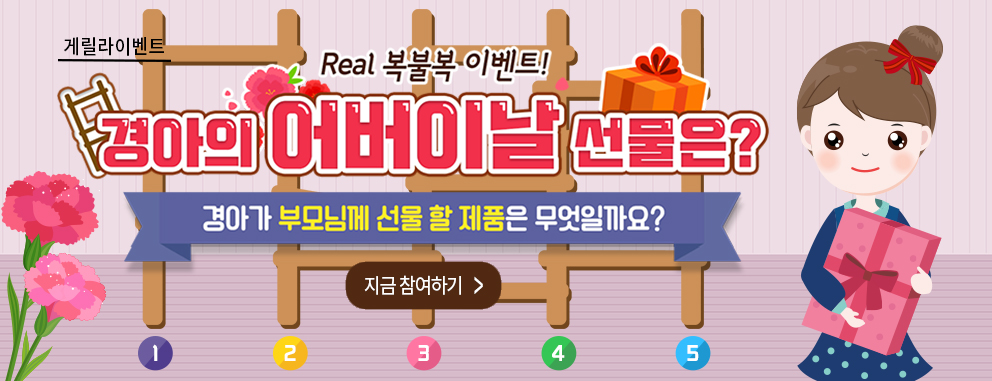 게릴라이벤트
Real 복불복 이벤트!
경아의 어버이날 선물은?
경아가 부모님께 선물 할 제품은 무엇일까요?
지금 참여하기 >
1 2 3 4 5